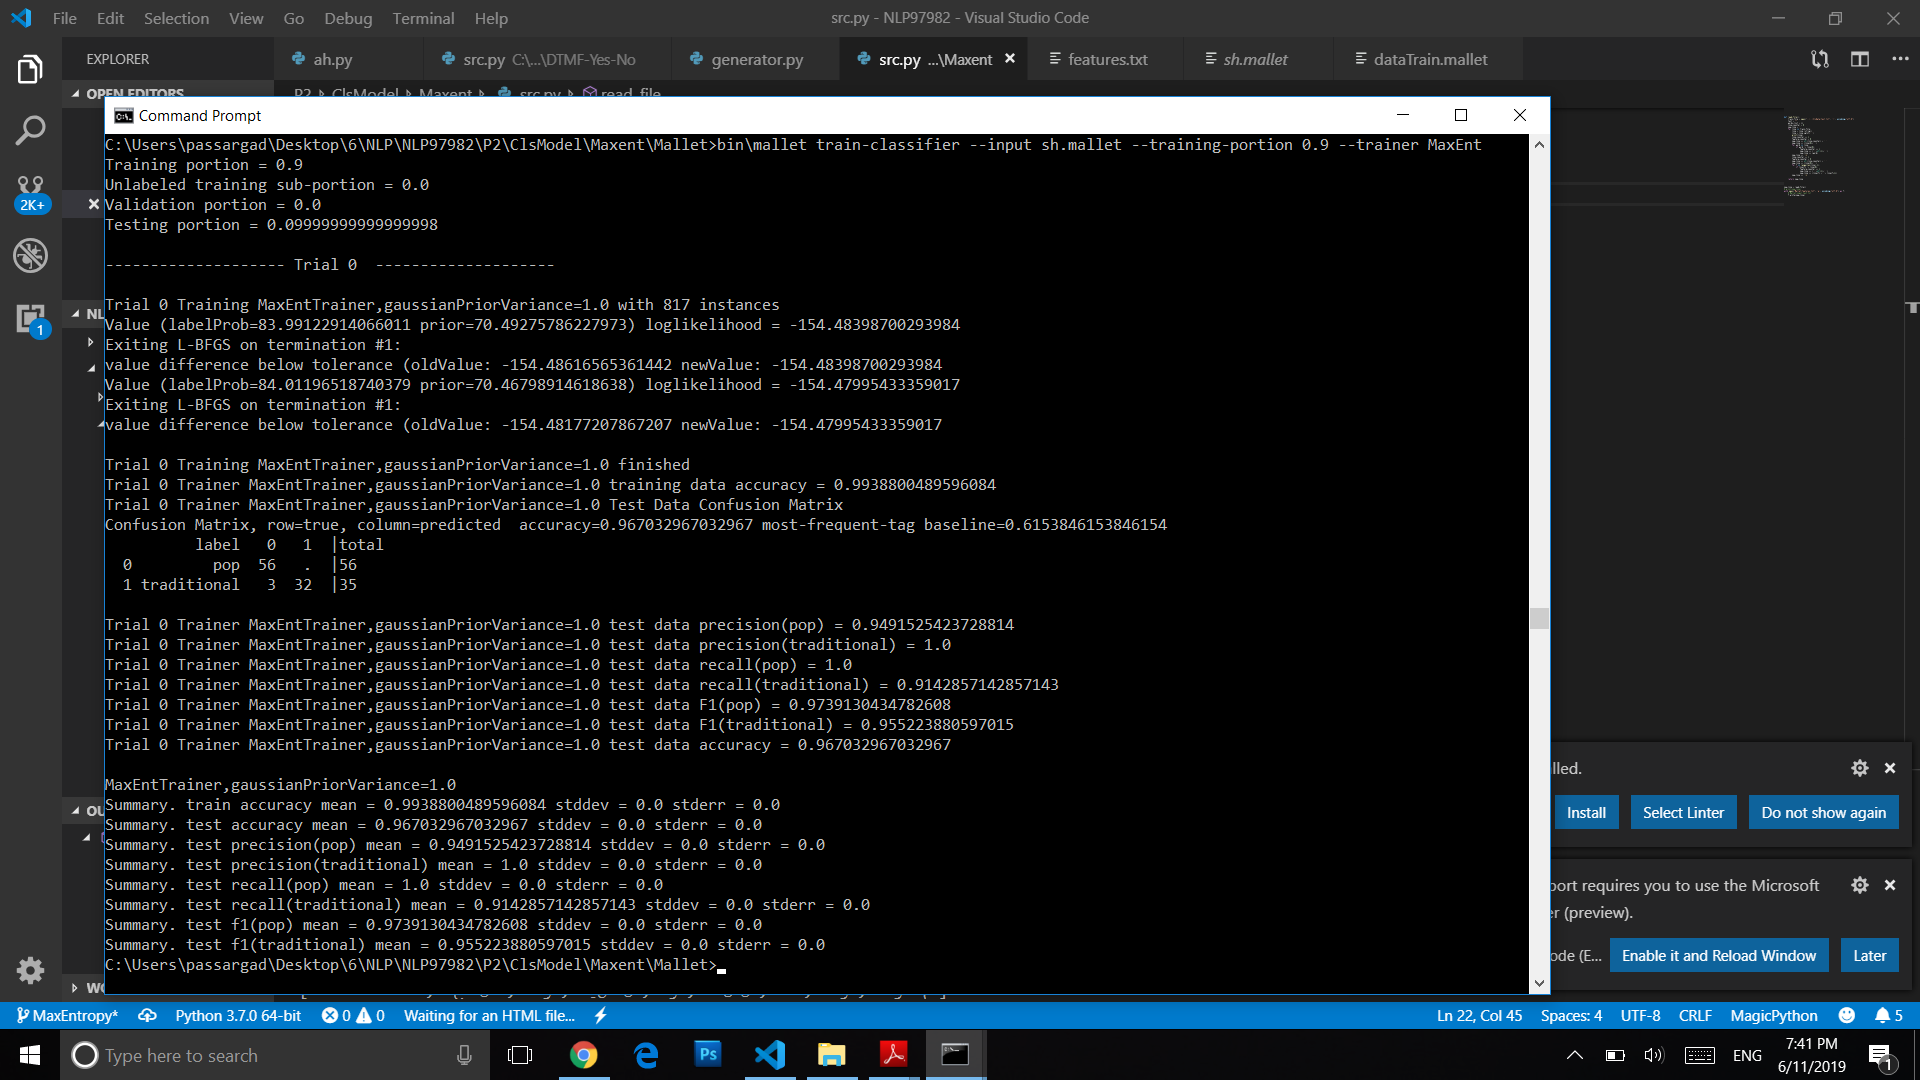 File Edit Selection View Go Debug Terminal Help
src.py - NLP97982 - Visual Studio Code
EXPLORER
ah.py
src.py C:\...\DTMF-Yes-No
generator.py
src.py ...\Maxent
features.txt
sh.mallet
dataTrain.mallet
OPEN EDITORS
P2 ClsModel Maxent src.py read_file
Command Prompt
C:\Users\passargad\Desktop\6\NLP\NLP97982\P2\ClsModel\Maxent\Mallet>bin\mallet train-classifier --input sh.mallet --training-portion 0.9 --trainer MaxEnt
Training portion = 0.9
Unlabeled training sub-portion = 0.0
Validation portion = 0.0
Testing portion = 0.09999999999999998
-------------------- Trial 0  --------------------
Trial 0 Training MaxEntTrainer,gaussianPriorVariance=1.0 with 817 instances
Value (labelProb=83.99122914066011 prior=70.49275786227973) loglikelihood = -154.48398700293984
Exiting L-BFGS on termination #1:
value difference below tolerance (oldValue: -154.48616565361442 newValue: -154.48398700293984
Value (labelProb=84.01196518740379 prior=70.46798914618638) loglikelihood = -154.47995433359017
Exiting L-BFGS on termination #1:
value difference below tolerance (oldValue: -154.48177207867207 newValue: -154.47995433359017
Trial 0 Training MaxEntTrainer,gaussianPriorVariance=1.0 finished
Trial 0 Trainer MaxEntTrainer,gaussianPriorVariance=1.0 training data accuracy = 0.9938800489596084
Trial 0 Trainer MaxEntTrainer,gaussianPriorVariance=1.0 Test Data Confusion Matrix
Confusion Matrix, row=true, column=predicted  accuracy=0.967032967032967 most-frequent-tag baseline=0.6153846153846154
label   0   1  |total
0         pop  56   .  |56
1 traditional   3  32  |35
Trial 0 Trainer MaxEntTrainer,gaussianPriorVariance=1.0 test data precision(pop) = 0.9491525423728814
Trial 0 Trainer MaxEntTrainer,gaussianPriorVariance=1.0 test data precision(traditional) = 1.0
Trial 0 Trainer MaxEntTrainer,gaussianPriorVariance=1.0 test data recall(pop) = 1.0
Trial 0 Trainer MaxEntTrainer,gaussianPriorVariance=1.0 test data recall(traditional) = 0.9142857142857143
Trial 0 Trainer MaxEntTrainer,gaussianPriorVariance=1.0 test data F1(pop) = 0.9739130434782608
Trial 0 Trainer MaxEntTrainer,gaussianPriorVariance=1.0 test data F1(traditional) = 0.955223880597015
Trial 0 Trainer MaxEntTrainer,gaussianPriorVariance=1.0 test data accuracy = 0.967032967032967
MaxEntTrainer,gaussianPriorVariance=1.0
Summary. train accuracy mean = 0.9938800489596084 stddev = 0.0 stderr = 0.0
Summary. test accuracy mean = 0.967032967032967 stddev = 0.0 stderr = 0.0
Summary. test precision(pop) mean = 0.9491525423728814 stddev = 0.0 stderr = 0.0
Summary. test precision(traditional) mean = 1.0 stddev = 0.0 stderr = 0.0
Summary. test recall(pop) mean = 1.0 stddev = 0.0 stderr = 0.0
Summary. test recall(traditional) mean = 0.9142857142857143 stddev = 0.0 stderr = 0.0
Summary. test f1(pop) mean = 0.9739130434782608 stddev = 0.0 stderr = 0.0
Summary. test f1(traditional) mean = 0.955223880597015 stddev = 0.0 stderr = 0.0
C:\Users\passargad\Desktop\6\NLP\NLP97982\P2\ClsModel\Maxent\Mallet>
2K+
1
NL
OU
WO
lled.
Install
Select Linter
Do not show again
port requires you to use the Microsoft
er (preview).
ode (E...
Enable it and Reload Window
Later
MaxEntropy*
Python 3.7.0 64-bit
0 0
Waiting for an HTML file...
Ln 22, Col 45
Spaces: 4
UTF-8
CRLF
MagicPython
5
Type here to search
Ps
ENG
7:41 PM
6/11/2019
1